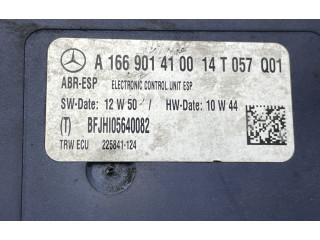 A 166 901 41 00 14 T 057 Q01
ABR-ESP ELECTRONIC CONTROL UNIT ESP
SW-Date: 12 W 50 / HW-Date: 10 W 44
(T) BFJHI05640082
TRW ECU 225841-124